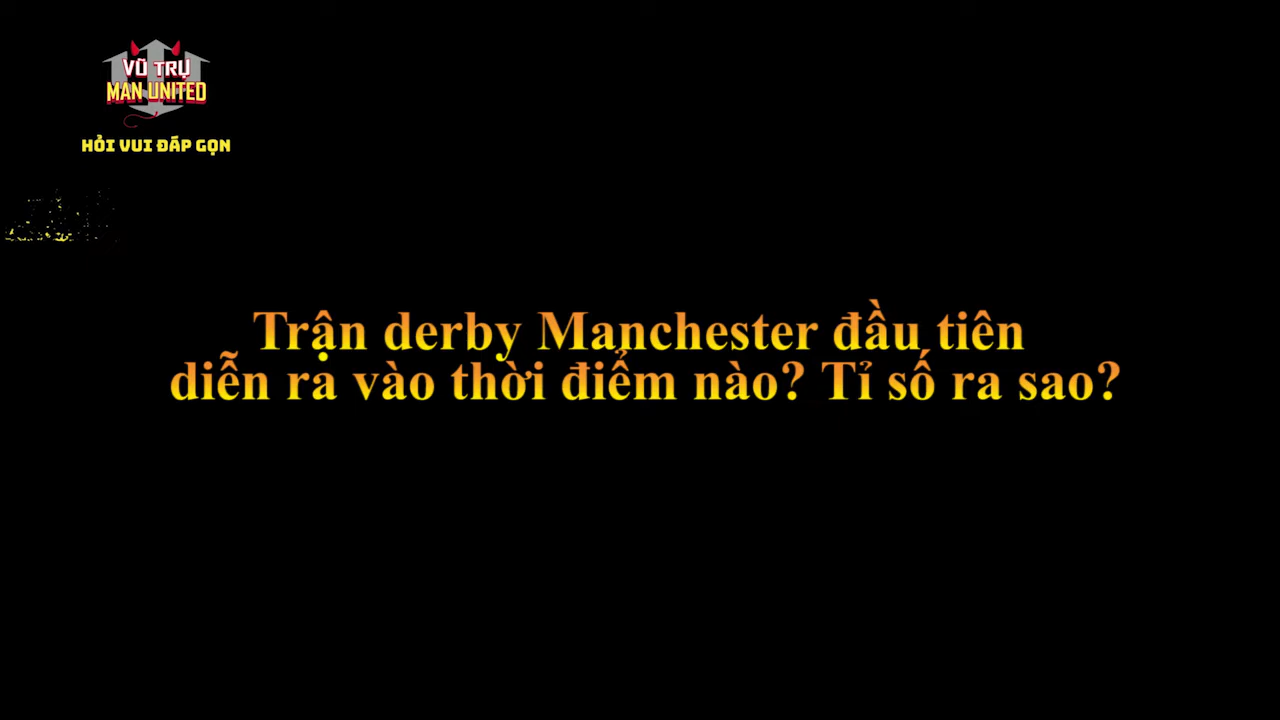 VŨ TRỤ
MAN UNITED
HỎI VUI ĐÁP GỌN
Trận derby Manchester đầu tiên
diễn ra vào thời điểm nào? Tỉ số ra sao?